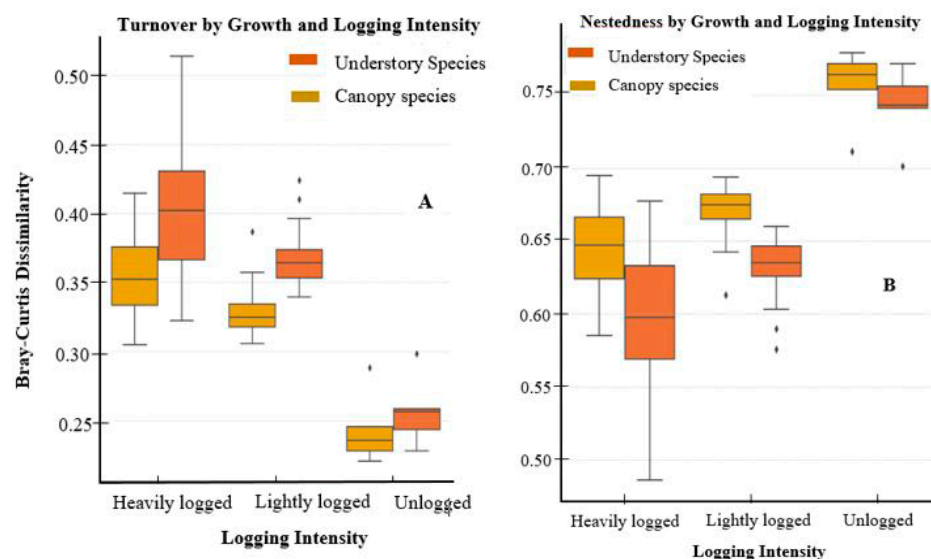 Turnover by Growth and Logging Intensity
Understory Species
Canopy species
0.50
0.45
0.40
0.35
0.30
0.25
Bray-Curtis Dissimilarity
A
Heavily logged
Lightly logged
Unlogged
Logging Intensity
Nestedness by Growth and Logging Intensity
Understory Species
Canopy species
0.75
0.70
0.65
0.60
0.55
0.50
B
Heavily logged
Lightly logged
Unlogged
Logging Intensity